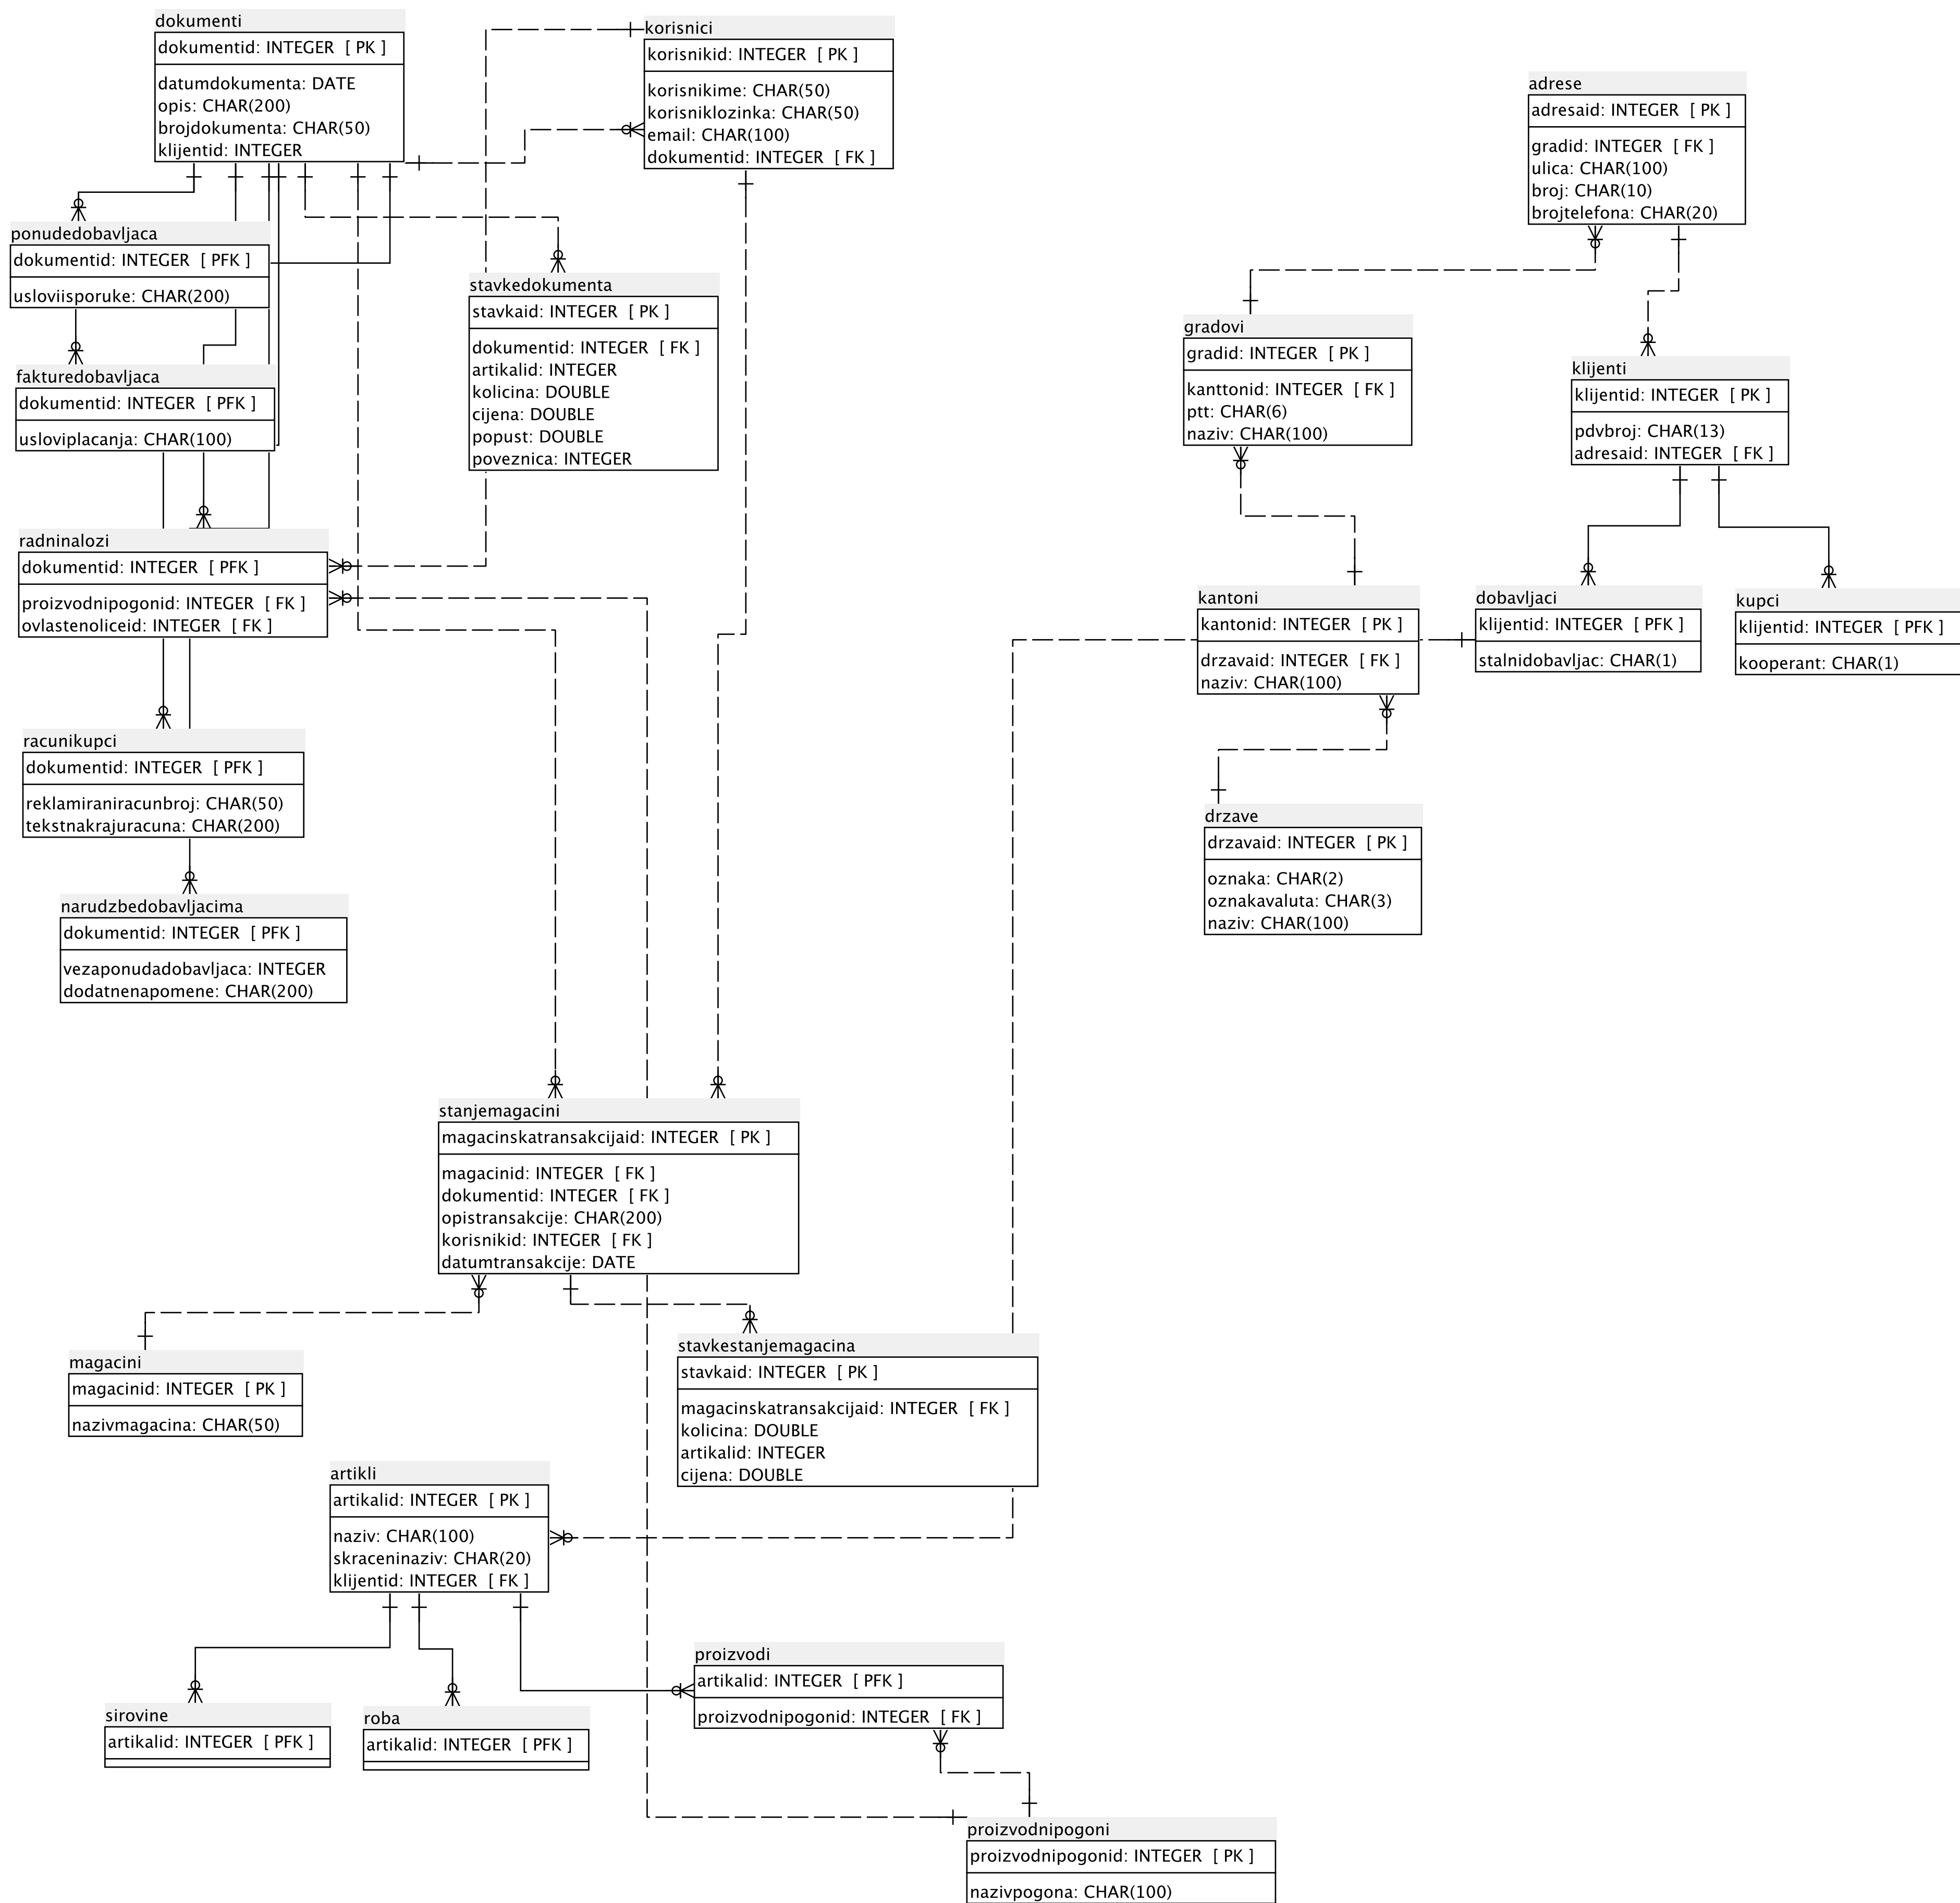 dokumenti
dokumentid: INTEGER [ PK ]
datumdokumenta: DATE
opis: CHAR(200)
brojdokumenta: CHAR(50)
klijentid: INTEGER
korisnici
korisnikid: INTEGER [ PK ]
korisnikime: CHAR(50)
korisniklozinka: CHAR(50)
email: CHAR(100)
dokumentid: INTEGER [ FK ]
adrese
adresaid: INTEGER [ PK ]
gradid: INTEGER [ FK ]
ulica: CHAR(100)
broj: CHAR(10)
brojtelefona: CHAR(20)
ponudedobavljaca
dokumentid: INTEGER [ PFK ]
usloviisporuke: CHAR(200)
stavkedokumenta
stavkaid: INTEGER [ PK ]
dokumentid: INTEGER [ FK ]
artikalid: INTEGER
kolicina: DOUBLE
cijena: DOUBLE
popust: DOUBLE
poveznica: INTEGER
gradovi
gradid: INTEGER [ PK ]
kanttonid: INTEGER [ FK ]
ptt: CHAR(6)
naziv: CHAR(100)
klijenti
klijentid: INTEGER [ PK ]
pdvbroj: CHAR(13)
adresaid: INTEGER [ FK ]
fakturedobavljaca
dokumentid: INTEGER [ PFK ]
usloviplacanja: CHAR(100)
radninalozi
dokumentid: INTEGER [ PFK ]
proizvodnipogonid: INTEGER [ FK ]
ovlastenoliceid: INTEGER [ FK ]
kantoni
kantonid: INTEGER [ PK ]
drzavaid: INTEGER [ FK ]
naziv: CHAR(100)
dobavljaci
klijentid: INTEGER [ PFK ]
stalnidobavljac: CHAR(1)
kupci
klijentid: INTEGER [ PFK ]
kooperant: CHAR(1)
racunikupci
dokumentid: INTEGER [ PFK ]
reklamiraniracunbroj: CHAR(50)
tekstnakrajuracuna: CHAR(200)
drzave
drzavaid: INTEGER [ PK ]
oznaka: CHAR(2)
oznakavaluta: CHAR(3)
naziv: CHAR(100)
narudzbedobavljacima
dokumentid: INTEGER [ PFK ]
vezaponudadobavljaca: INTEGER
dodatnenapomene: CHAR(200)
stanjemagacini
magacinskatransakcijaid: INTEGER [ PK ]
magacinid: INTEGER [ FK ]
dokumentid: INTEGER [ FK ]
opistransakcije: CHAR(200)
korisnikid: INTEGER [ FK ]
datumtransakcije: DATE
magacini
magacinid: INTEGER [ PK ]
nazivmagacina: CHAR(50)
stavkestanjemagacina
stavkaid: INTEGER [ PK ]
magacinskatransakcijaid: INTEGER [ FK ]
kolicina: DOUBLE
artikalid: INTEGER
cijena: DOUBLE
artikli
artikalid: INTEGER [ PK ]
naziv: CHAR(100)
skraceninaziv: CHAR(20)
klijentid: INTEGER [ FK ]
proizvodi
artikalid: INTEGER [ PFK ]
proizvodnipogonid: INTEGER [ FK ]
sirovine
artikalid: INTEGER [ PFK ]
roba
artikalid: INTEGER [ PFK ]
proizvodnipogoni
proizvodnipogonid: INTEGER [ PK ]
nazivpogona: CHAR(100)